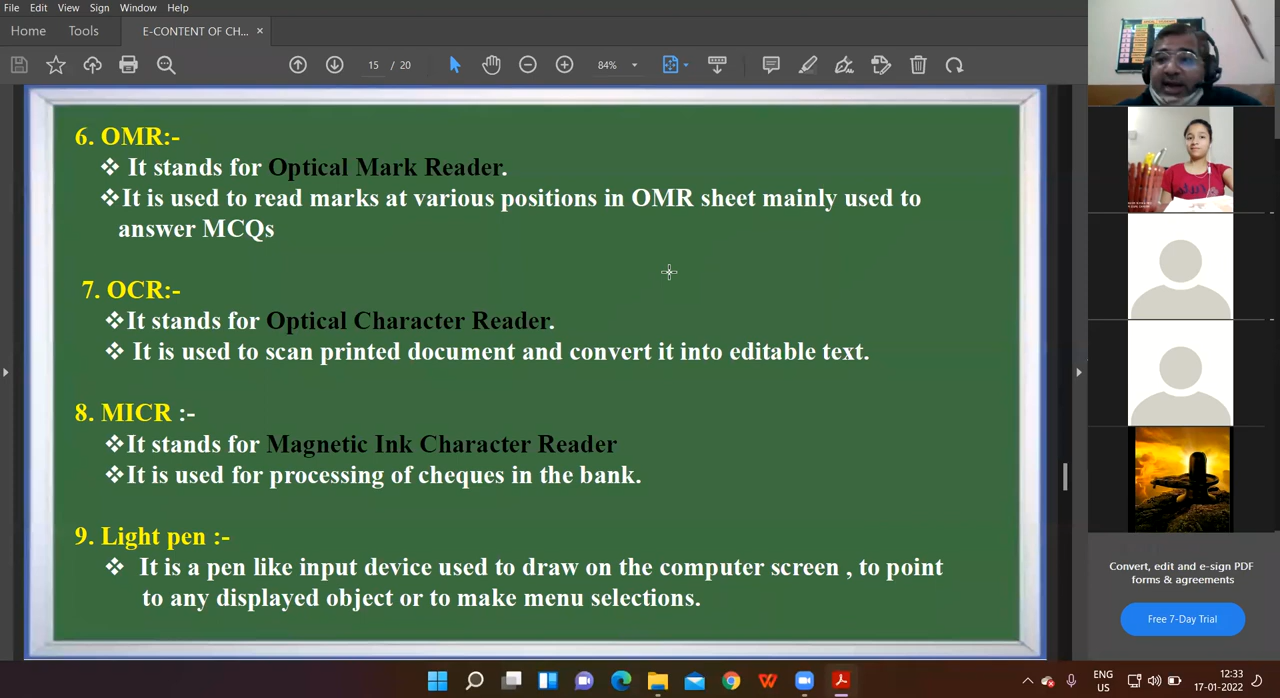 File Edit View Sign Window Help
Home Tools E-CONTENT OF CH... ×
15 / 20 84%
6. OMR:-
❖ It stands for Optical Mark Reader.
❖It is used to read marks at various positions in OMR sheet mainly used to
answer MCQs
7. OCR:-
❖It stands for Optical Character Reader.
❖ It is used to scan printed document and convert it into editable text.
8. MICR :-
❖It stands for Magnetic Ink Character Reader
❖It is used for processing of cheques in the bank.
9. Light pen :-
❖ It is a pen like input device used to draw on the computer screen , to point
to any displayed object or to make menu selections.
Convert, edit and e-sign PDF
forms & agreements
Free 7-Day Trial
ENG
US
12:33
17-01-2022